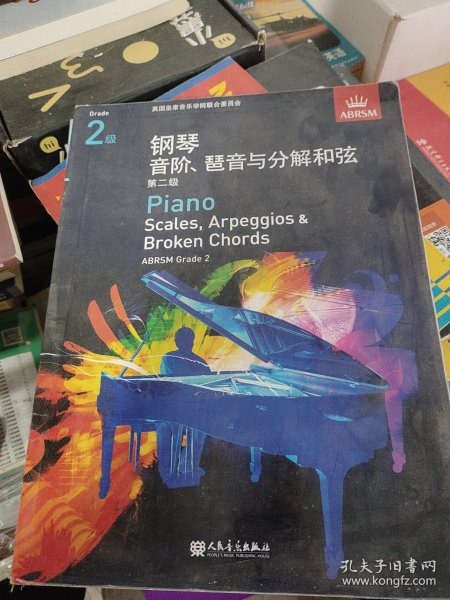 Grade
2级
英国皇家音乐学院联合委员会
ABRSM
钢琴
音阶、琶音与分解和弦
第二级
Piano
Scales, Arpeggios &
Broken Chords
ABRSM Grade 2
人民音乐出版社
PEOPLE'S MUSIC PUBLISHING HOUSE
英语
hi
孔夫子旧书网
www.kongfz.com